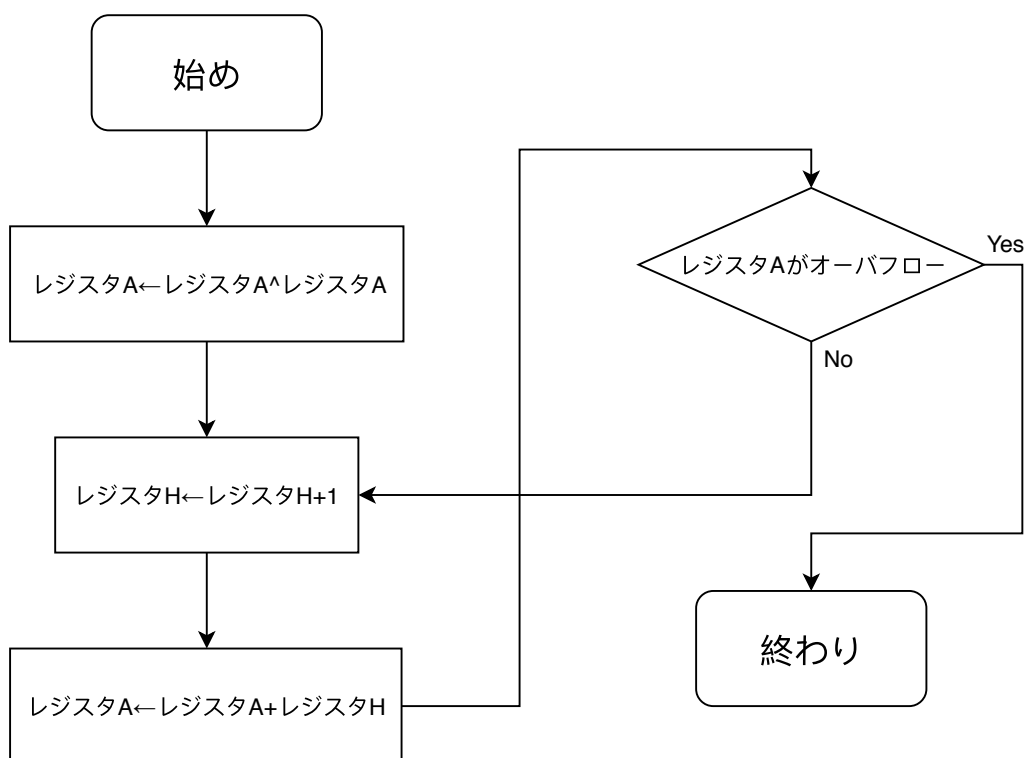 始め
レジスタA←レジスタA^レジスタA
レジスタH←レジスタH+1
レジスタA←レジスタA+レジスタH
レジスタAがオーバフロー
Yes
No
終わり